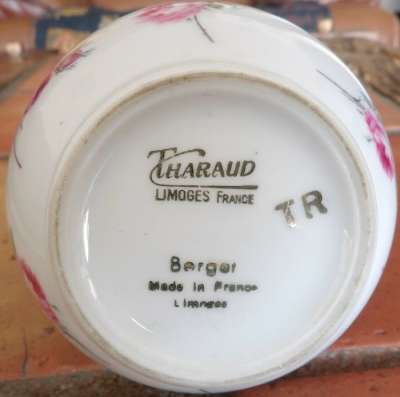 THARAUD
LIMOGES FRANCE
TR
Berger
Made in France
Limoges